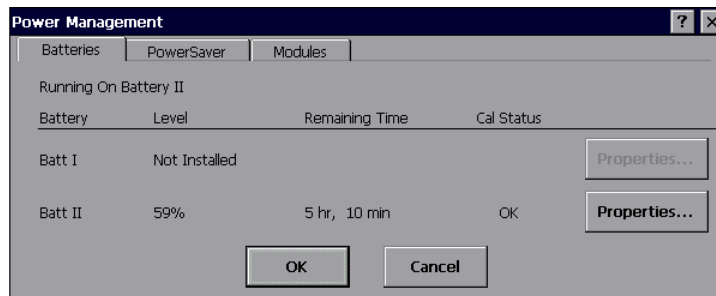 Power Management ? ×
Batteries PowerSaver Modules
Running On Battery II
Battery Level Remaining Time Cal Status
Batt I Not Installed Properties...
Batt II 59% 5 hr, 10 min OK Properties...
OK Cancel